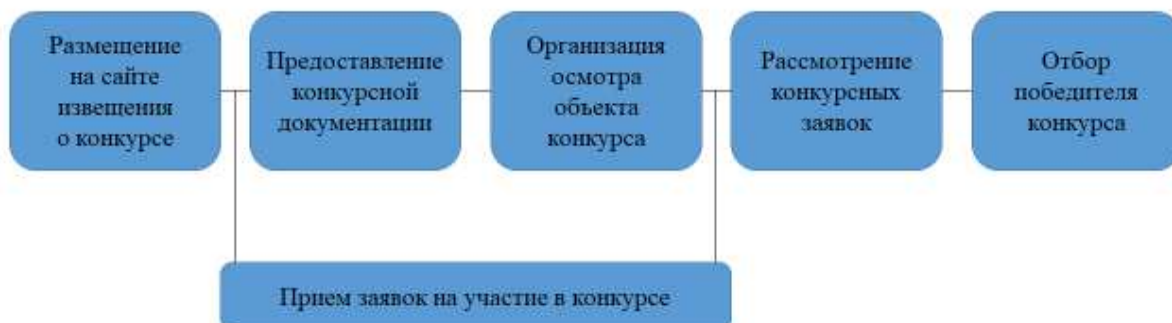 Размещение
на сайте
извещения
о конкурсе
Предоставление
конкурсной
документации
Организация
осмотра
объекта
конкурса
Рассмотрение
конкурсных
заявок
Отбор
победителя
конкурса
Прием заявок на участие в конкурсе